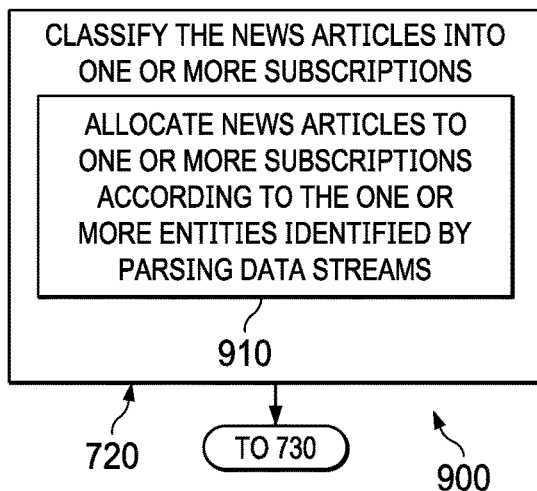 CLASSIFY THE NEWS ARTICLES INTO
ONE OR MORE SUBSCRIPTIONS
ALLOCATE NEWS ARTICLES TO
ONE OR MORE SUBSCRIPTIONS
ACCORDING TO THE ONE OR
MORE ENTITIES IDENTIFIED BY
PARSING DATA STREAMS
910
720
TO 730
900